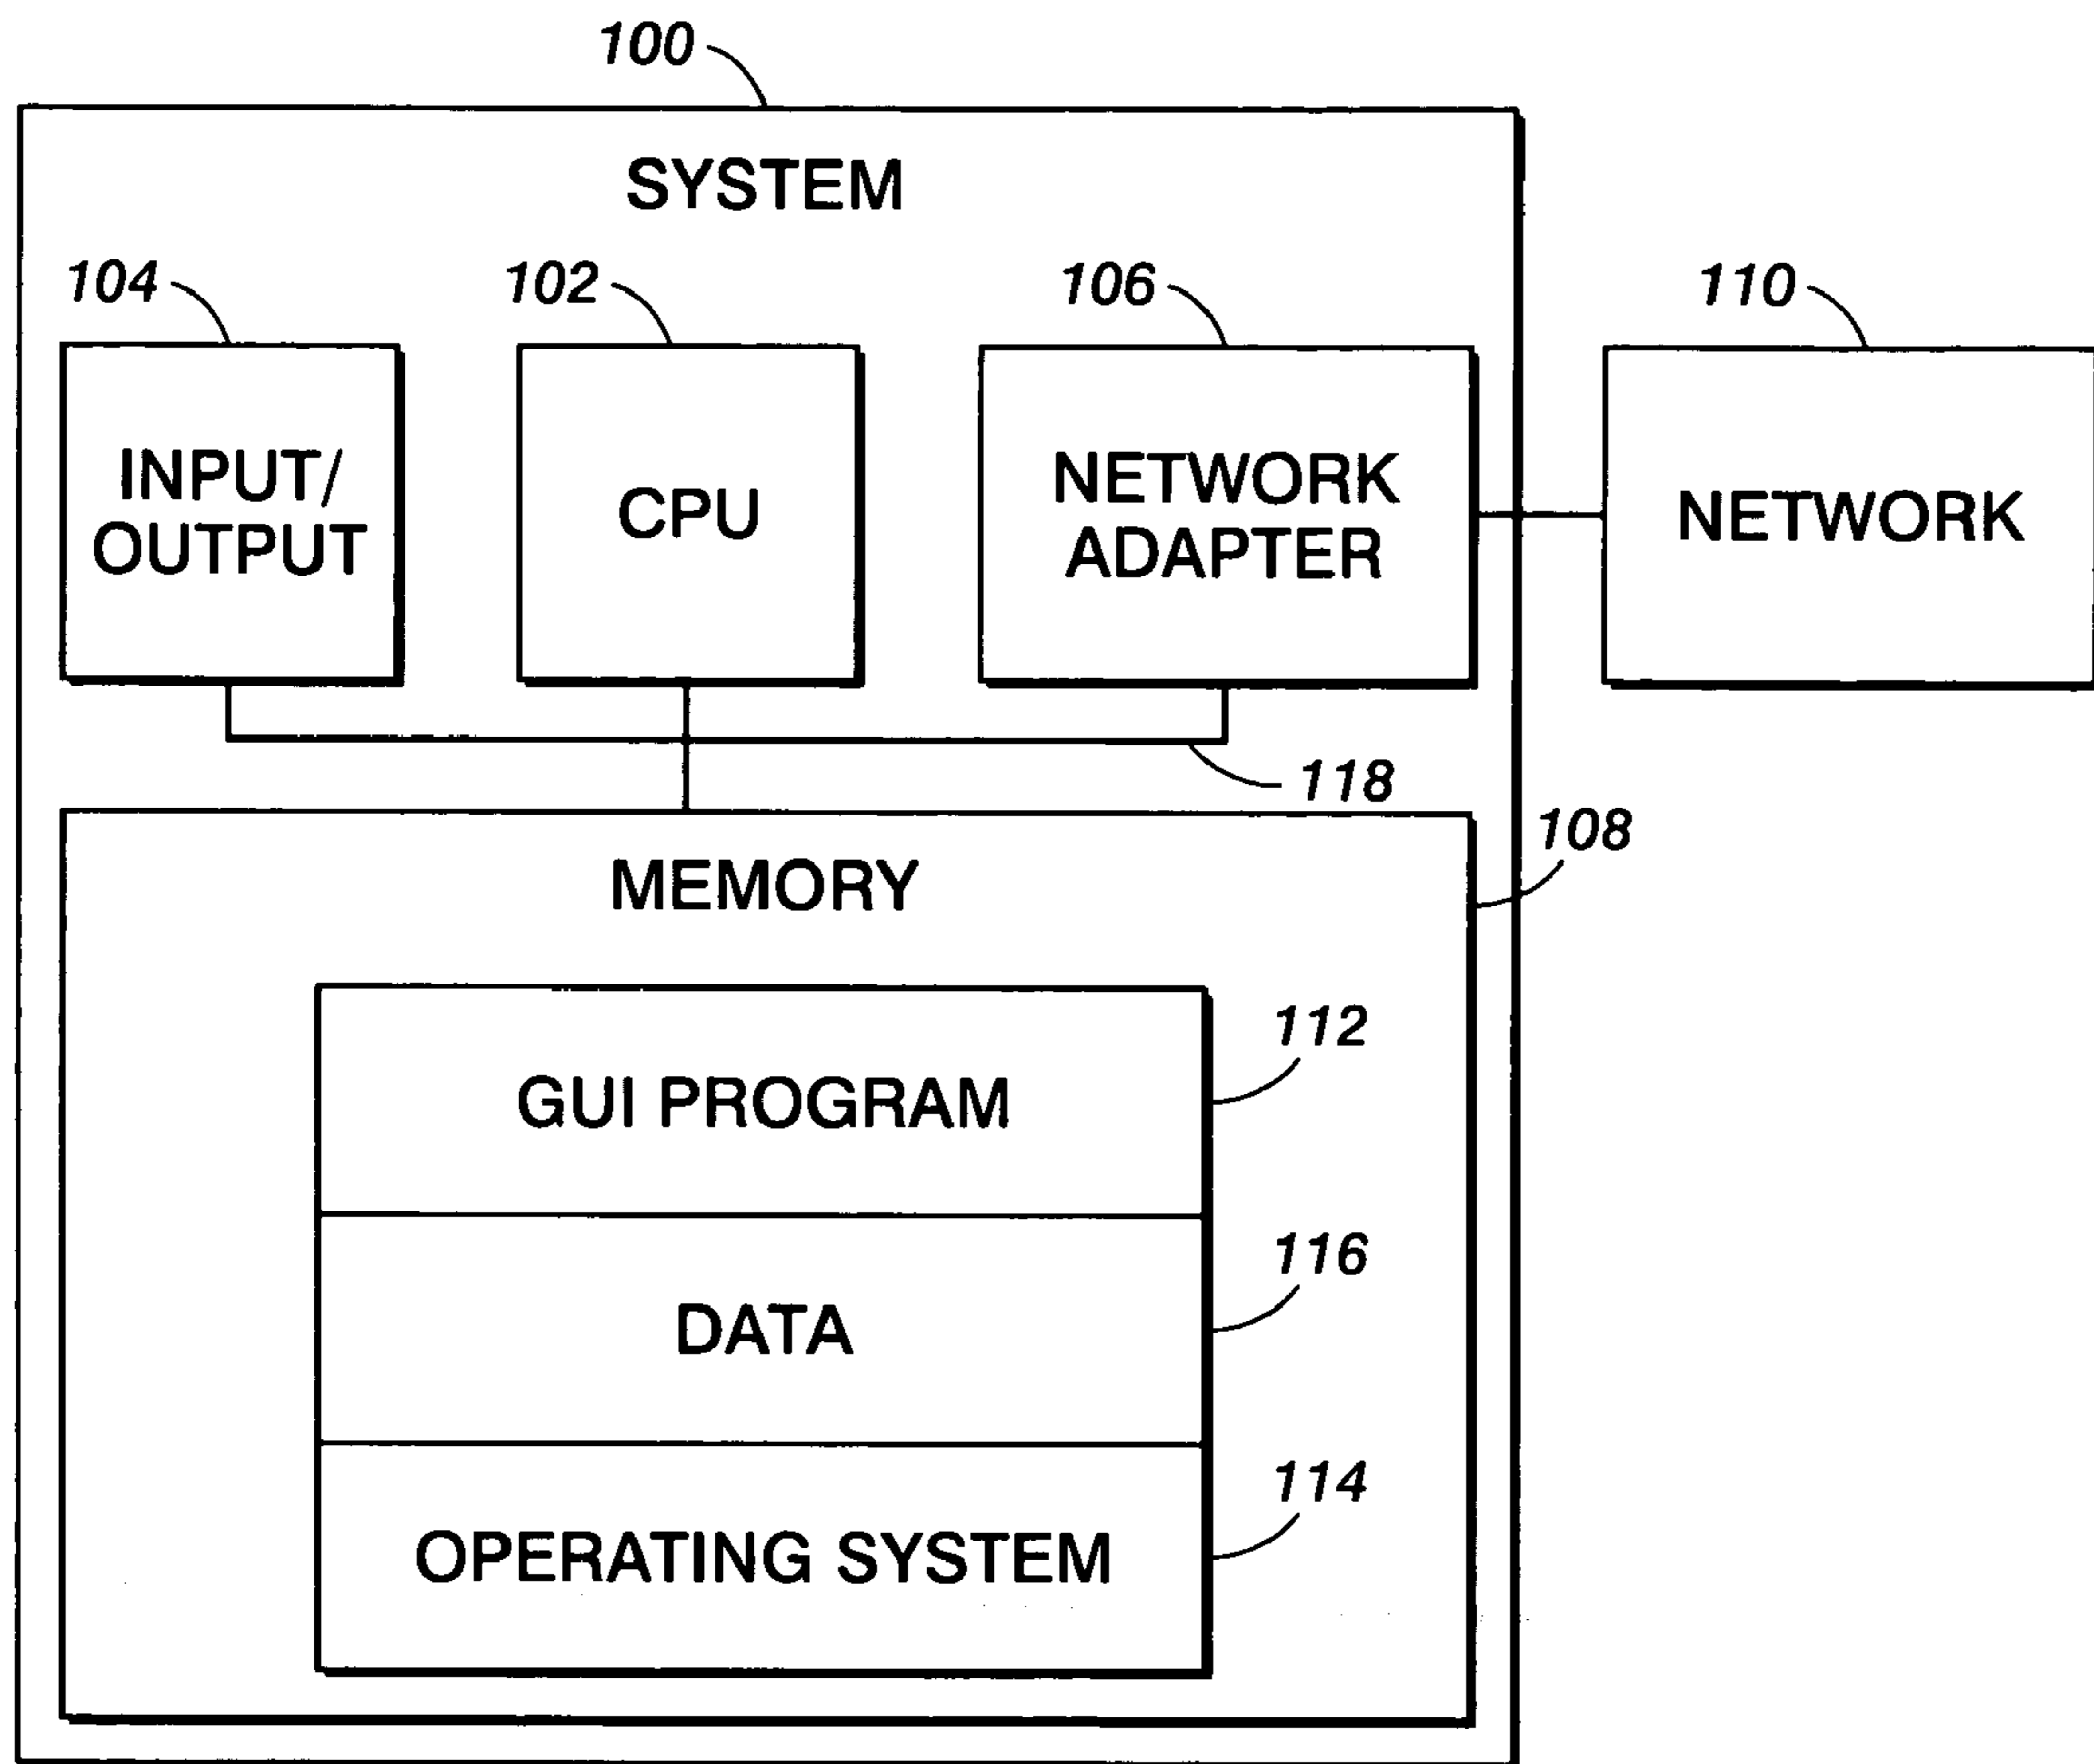 100
SYSTEM
104
102
106
110
INPUT/
OUTPUT
CPU
NETWORK
ADAPTER
NETWORK
118
108
MEMORY
112
GUI PROGRAM
116
DATA
114
OPERATING SYSTEM